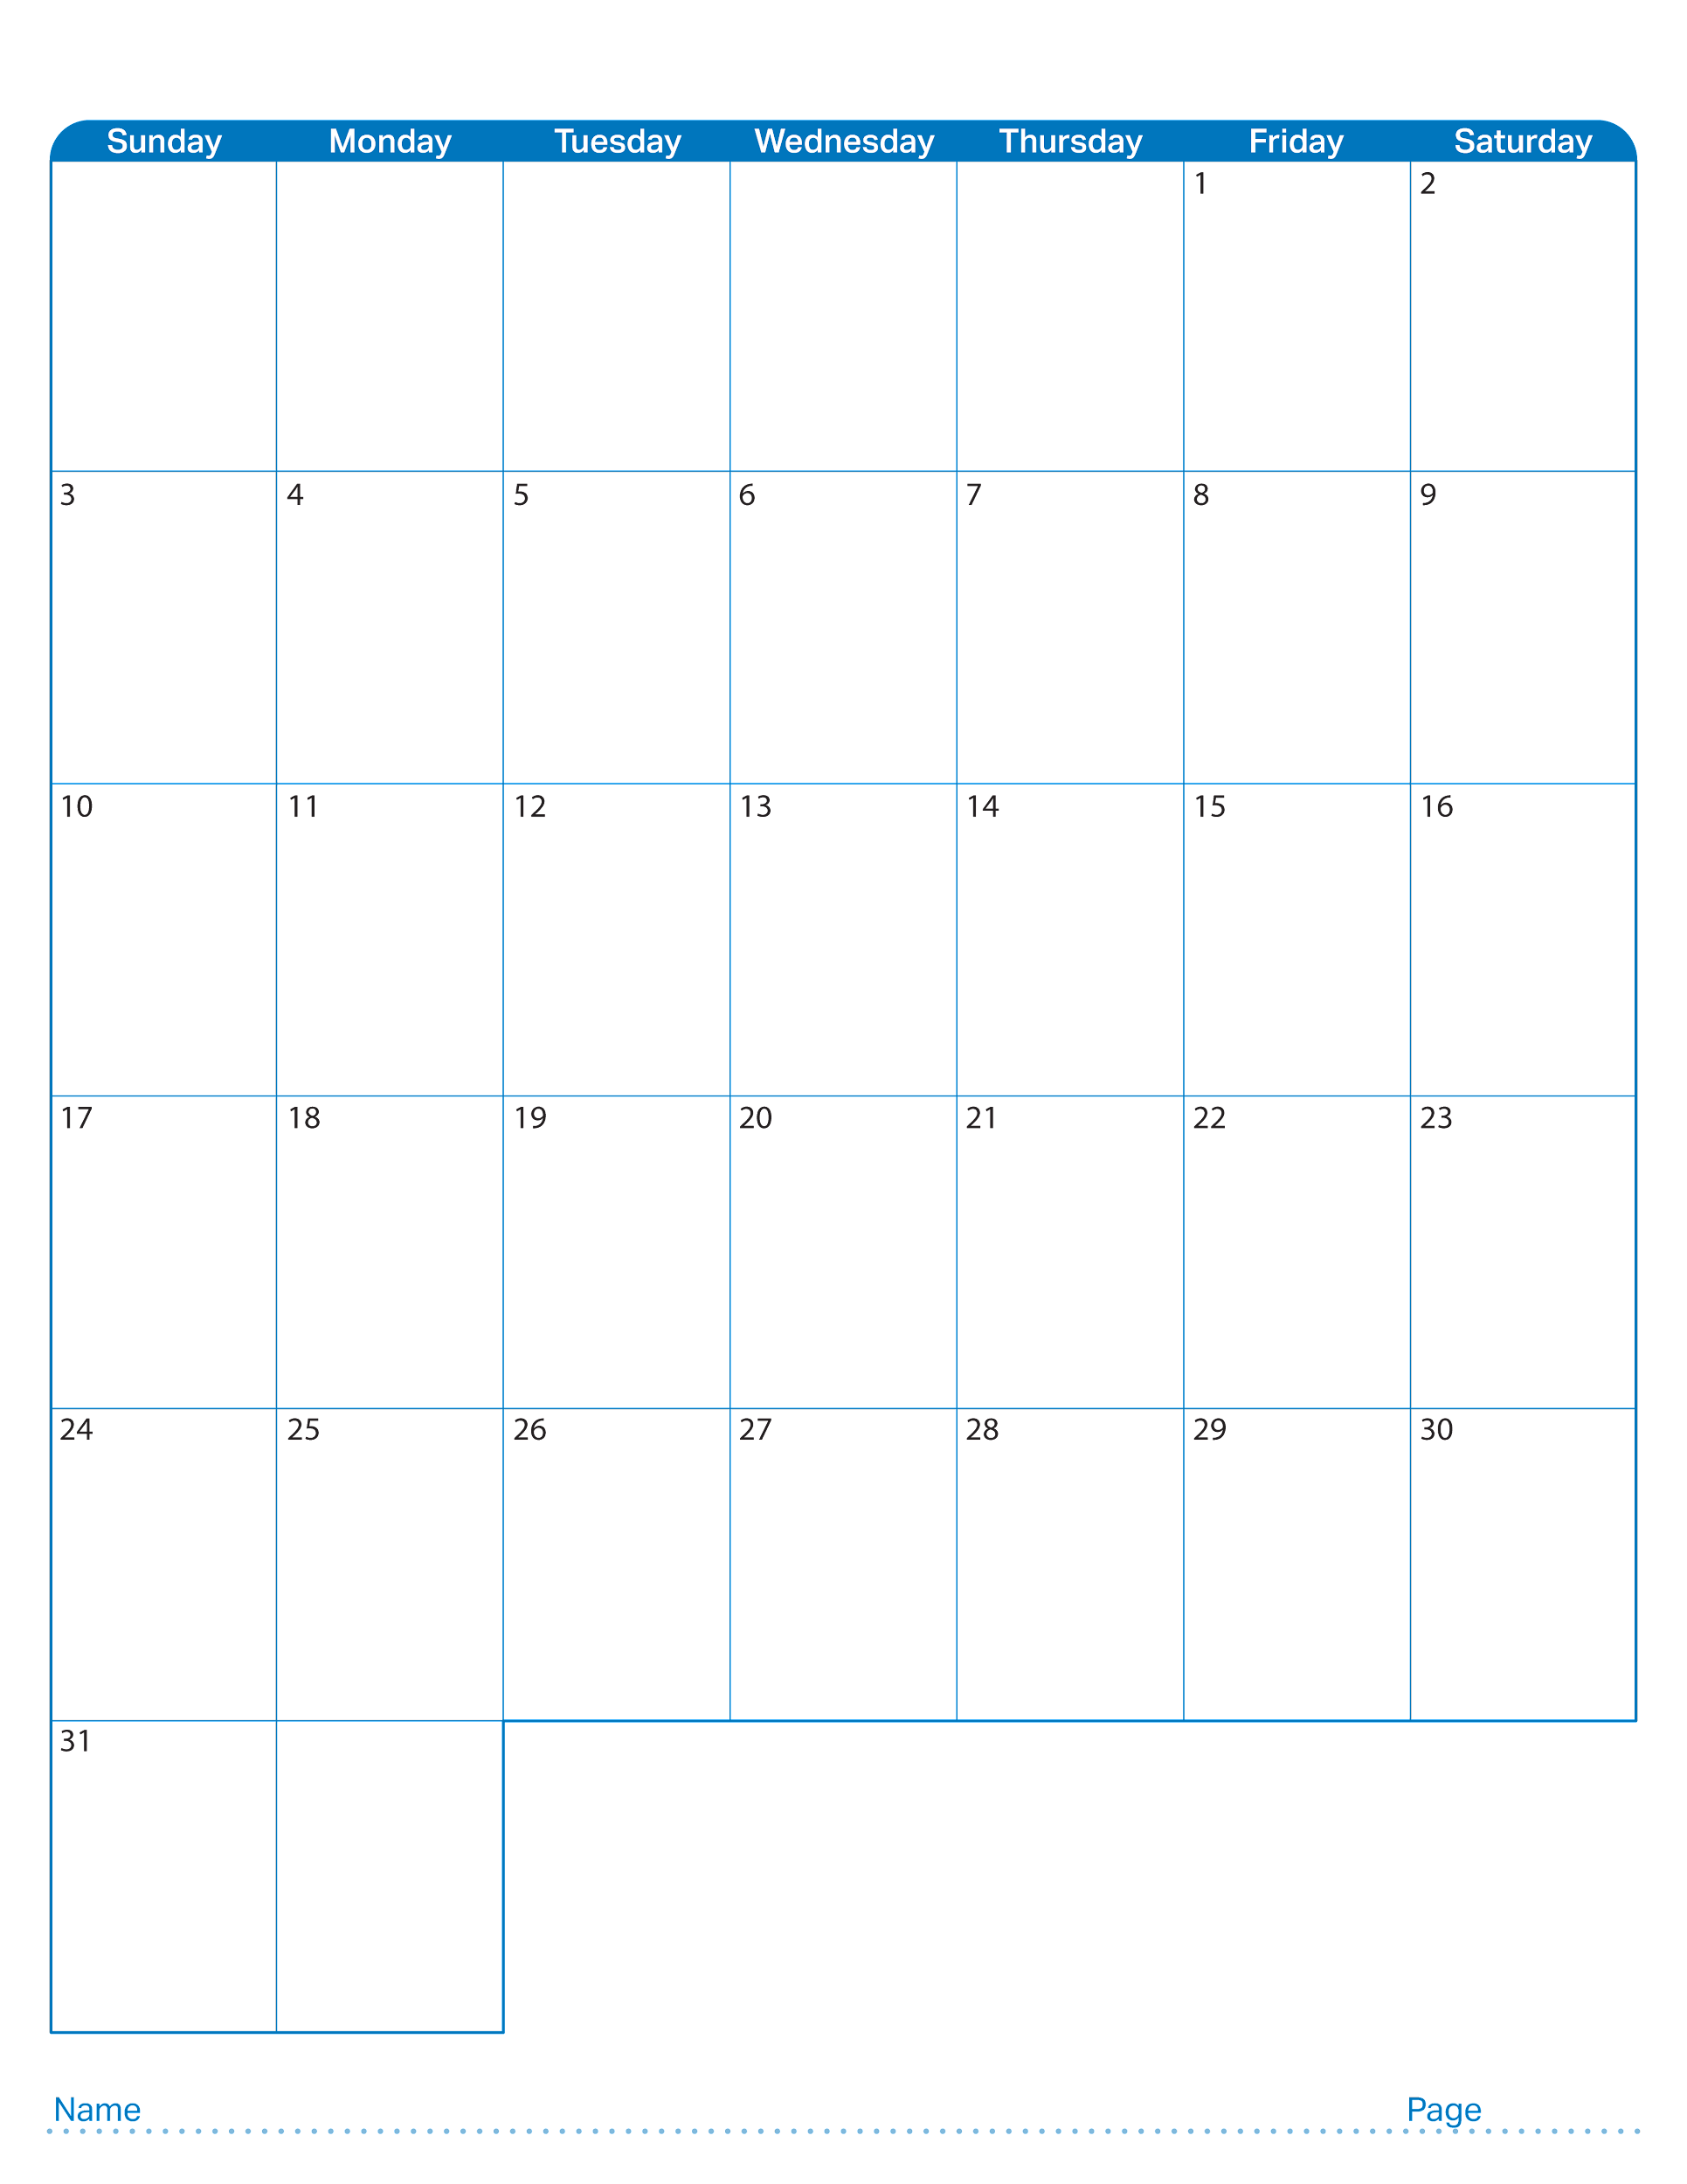 Sunday Monday Tuesday Wednesday Thursday Friday Saturday
1 2
3 4 5 6 7 8 9
10 11 12 13 14 15 16
17 18 19 20 21 22 23
24 25 26 27 28 29 30
31
Name Page